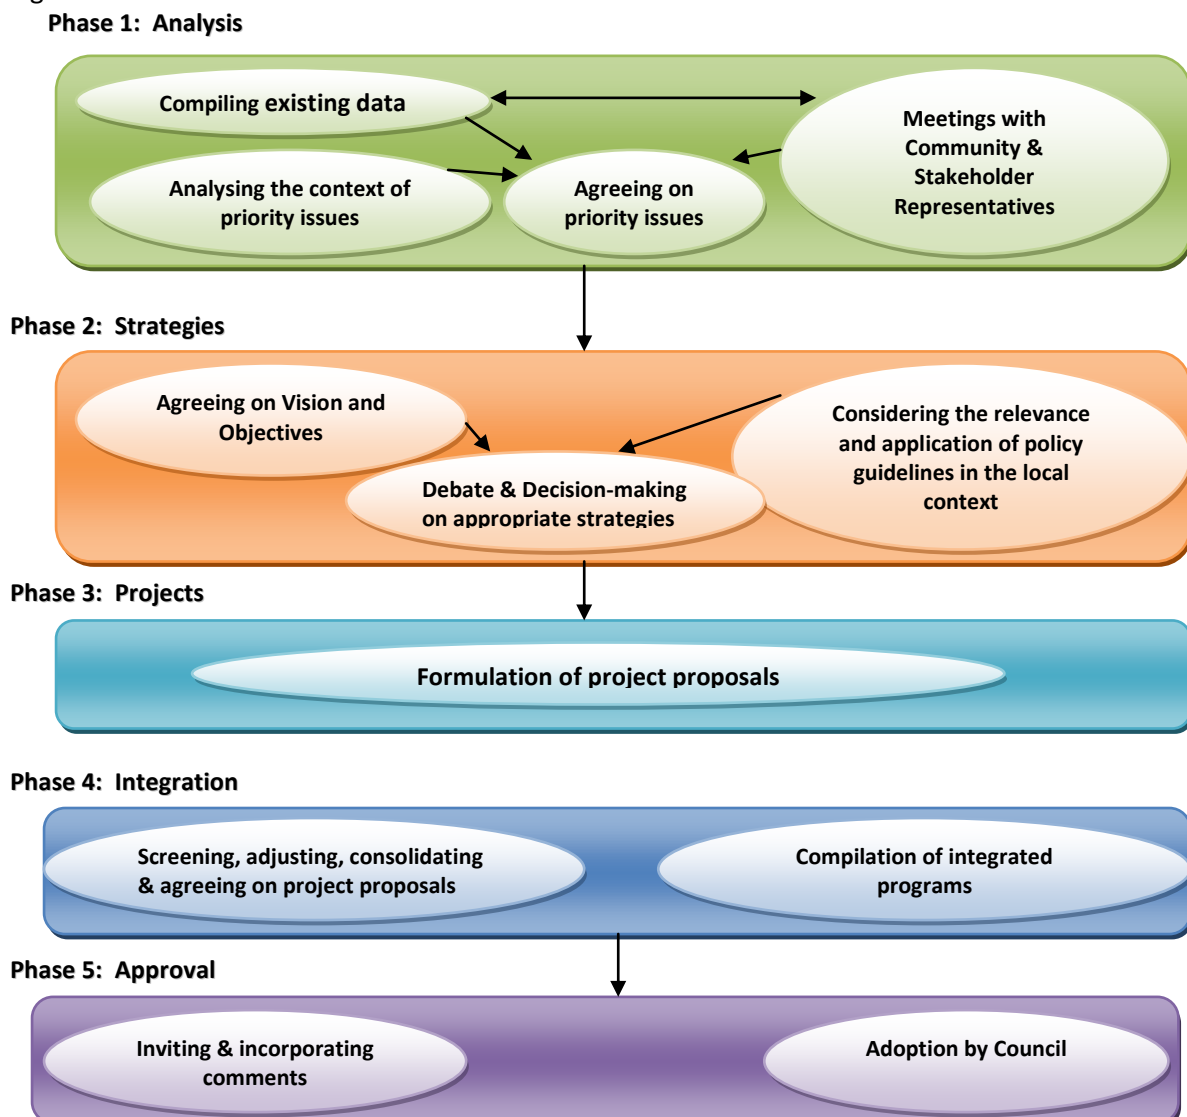 Phase 1:  Analysis
Compiling existing data
Meetings with
Community &
Stakeholder
Representatives
Analysing the context of
priority issues
Agreeing on
priority issues
Phase 2:  Strategies
Agreeing on Vision and
Objectives
Considering the relevance
and application of policy
guidelines in the local
context
Debate & Decision-making
on appropriate strategies
Phase 3:  Projects
Formulation of project proposals
Phase 4:  Integration
Screening, adjusting, consolidating
& agreeing on project proposals
Compilation of integrated
programs
Phase 5:  Approval
Inviting & incorporating
comments
Adoption by Council